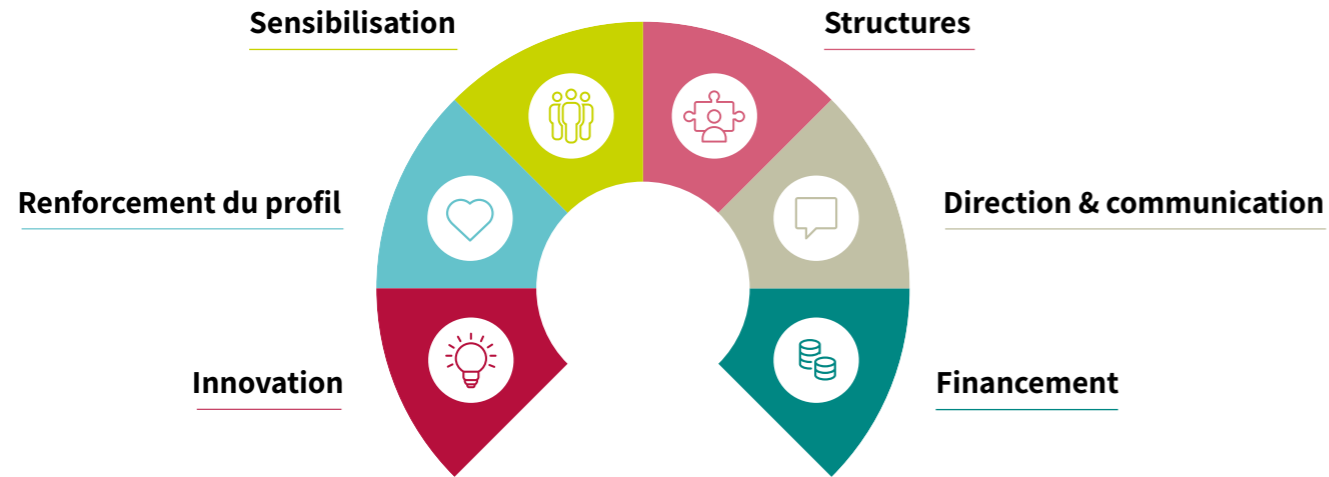 Sensibilisation
Structures
Renforcement du profil
Direction & communication
Innovation
Financement